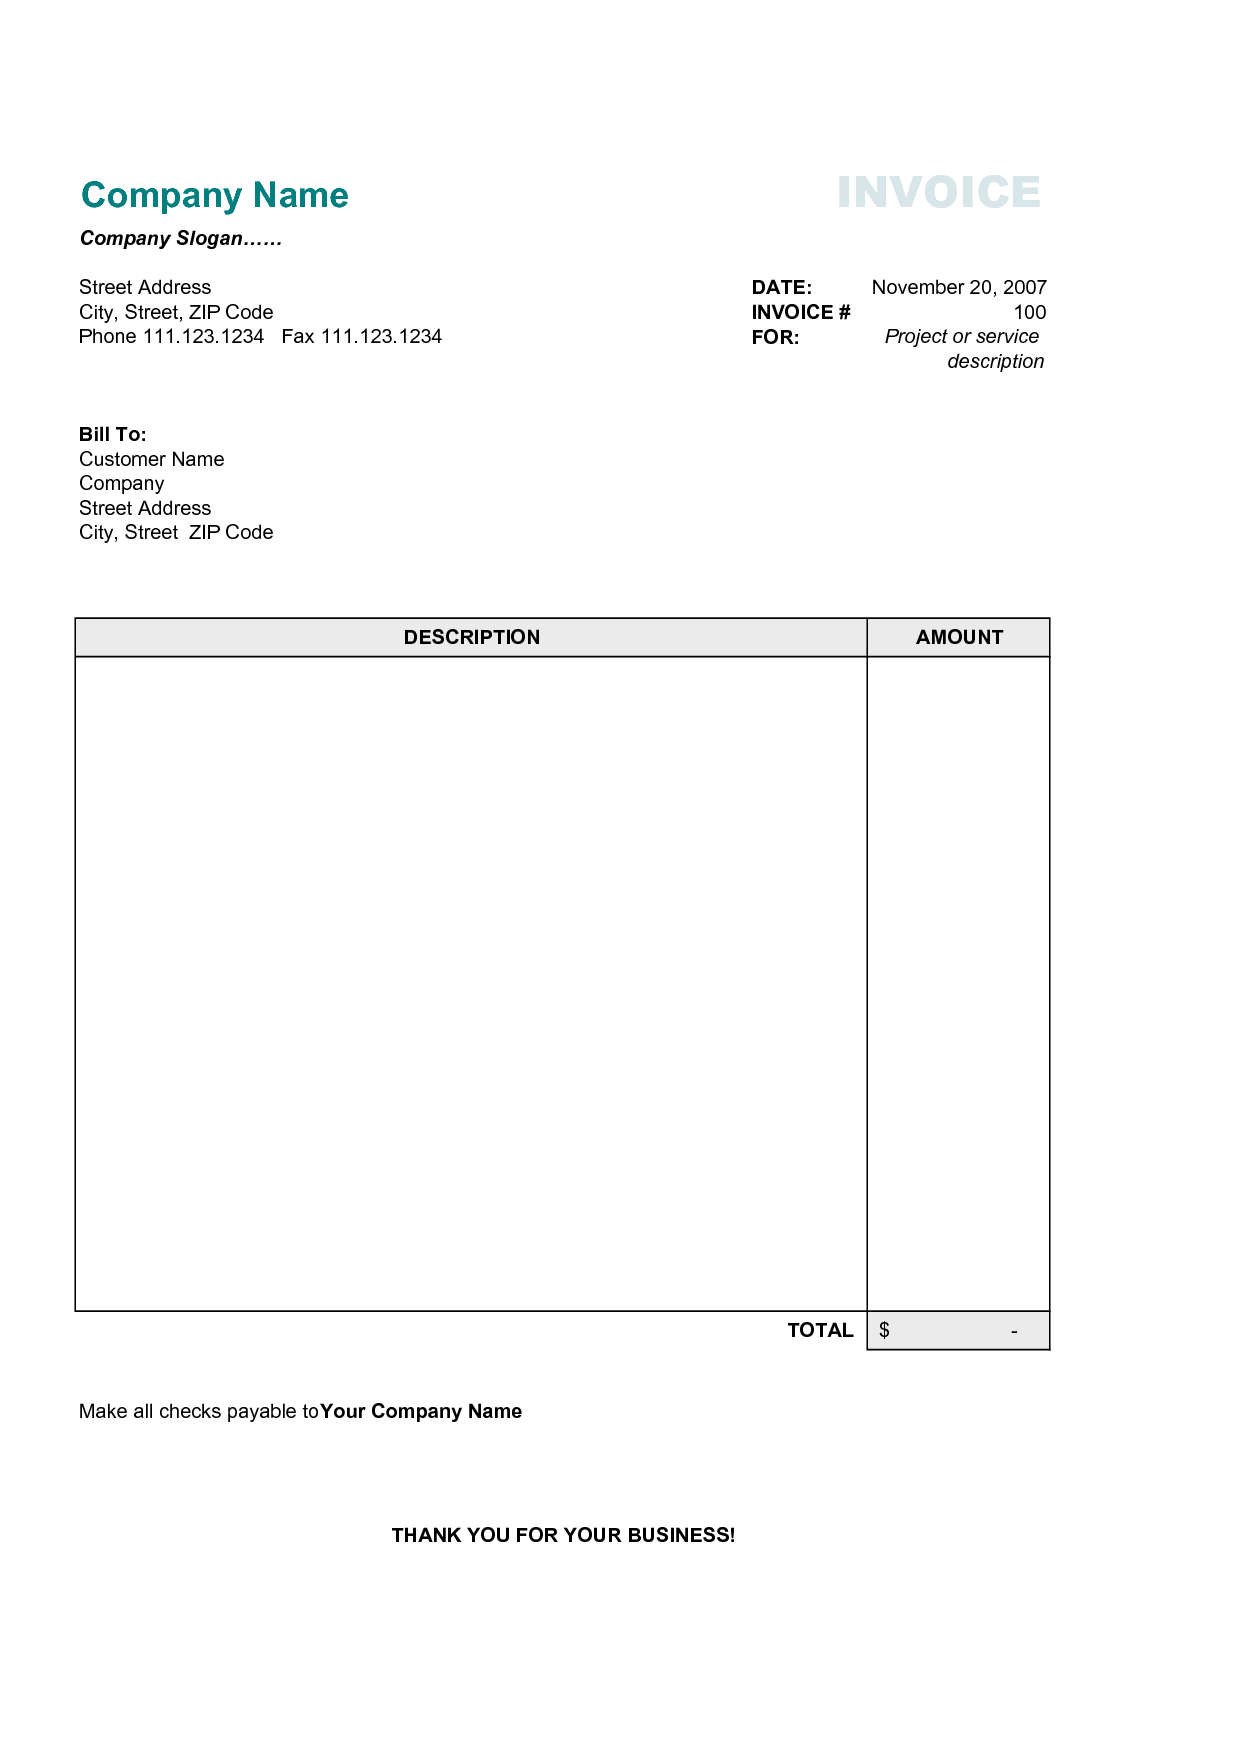 Company Name
INVOICE
Company Slogan……
Street Address
DATE: November 20, 2007
City, Street, ZIP Code
INVOICE # 100
Phone 111.123.1234 Fax 111.123.1234
FOR: Project or service
description
Bill To:
Customer Name
Company
Street Address
City, Street ZIP Code
DESCRIPTION AMOUNT
TOTAL $ -
Make all checks payable toYour Company Name
THANK YOU FOR YOUR BUSINESS!